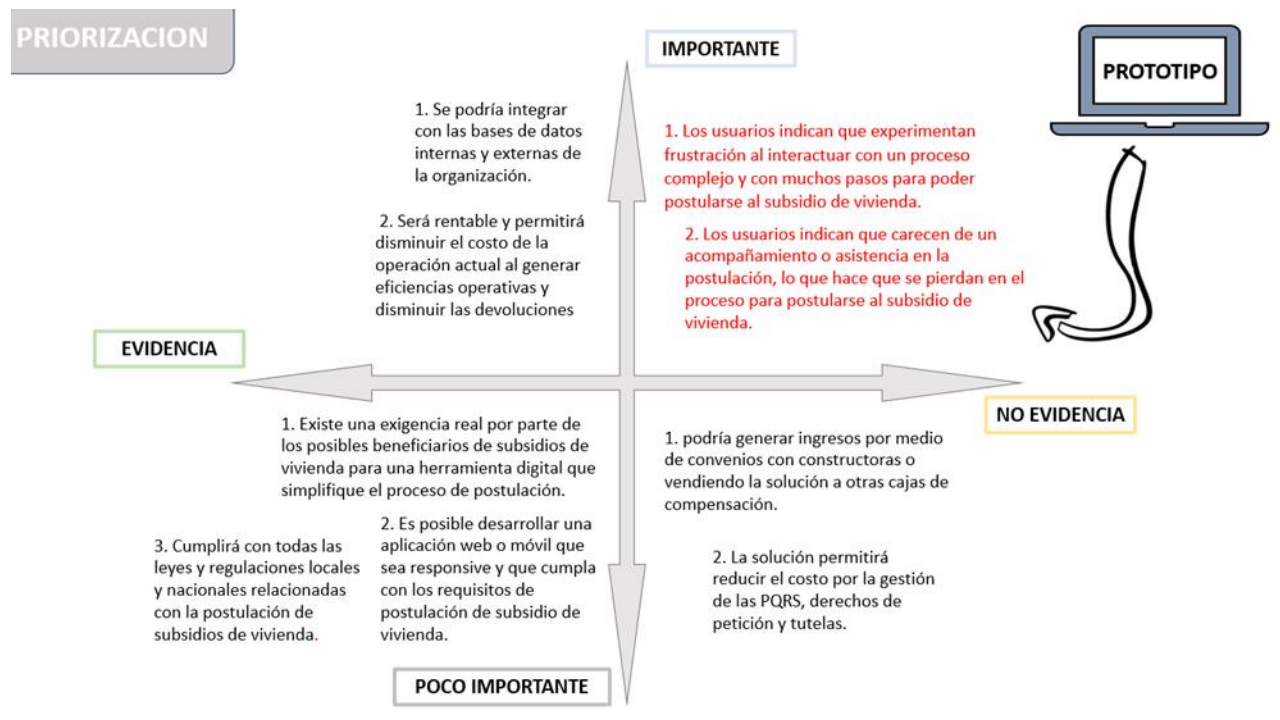 PRIORIZACION
IMPORTANTE
PROTOTIPO
1. Se podría integrar
con las bases de datos
internas y externas de
la organización.
2. Será rentable y permitirá
disminuir el costo de la
operación actual al generar
eficiencias operativas y
disminuir las devoluciones
1. Los usuarios indican que experimentan
frustración al interactuar con un proceso
complejo y con muchos pasos para poder
postularse al subsidio de vivienda.
2. Los usuarios indican que carecen de un
acompañamiento o asistencia en la
postulación, lo que hace que se pierdan en el
proceso para postularse al subsidio de
vivienda.
EVIDENCIA
NO EVIDENCIA
1. Existe una exigencia real por parte de
los posibles beneficiarios de subsidios de
vivienda para una herramienta digital que
simplifique el proceso de postulación.
2. Es posible desarrollar una
aplicación web o móvil que
sea responsive y que cumpla
con los requisitos de
postulación de subsidio de
vivienda.
3. Cumplirá con todas las
leyes y regulaciones locales
y nacionales relacionadas
con la postulación de
subsidios de vivienda.
1. podría generar ingresos por medio
de convenios con constructoras o
vendiendo la solución a otras cajas de
compensación.
2. La solución permitirá
reducir el costo por la gestión
de las PQRS, derechos de
petición y tutelas.
POCO IMPORTANTE